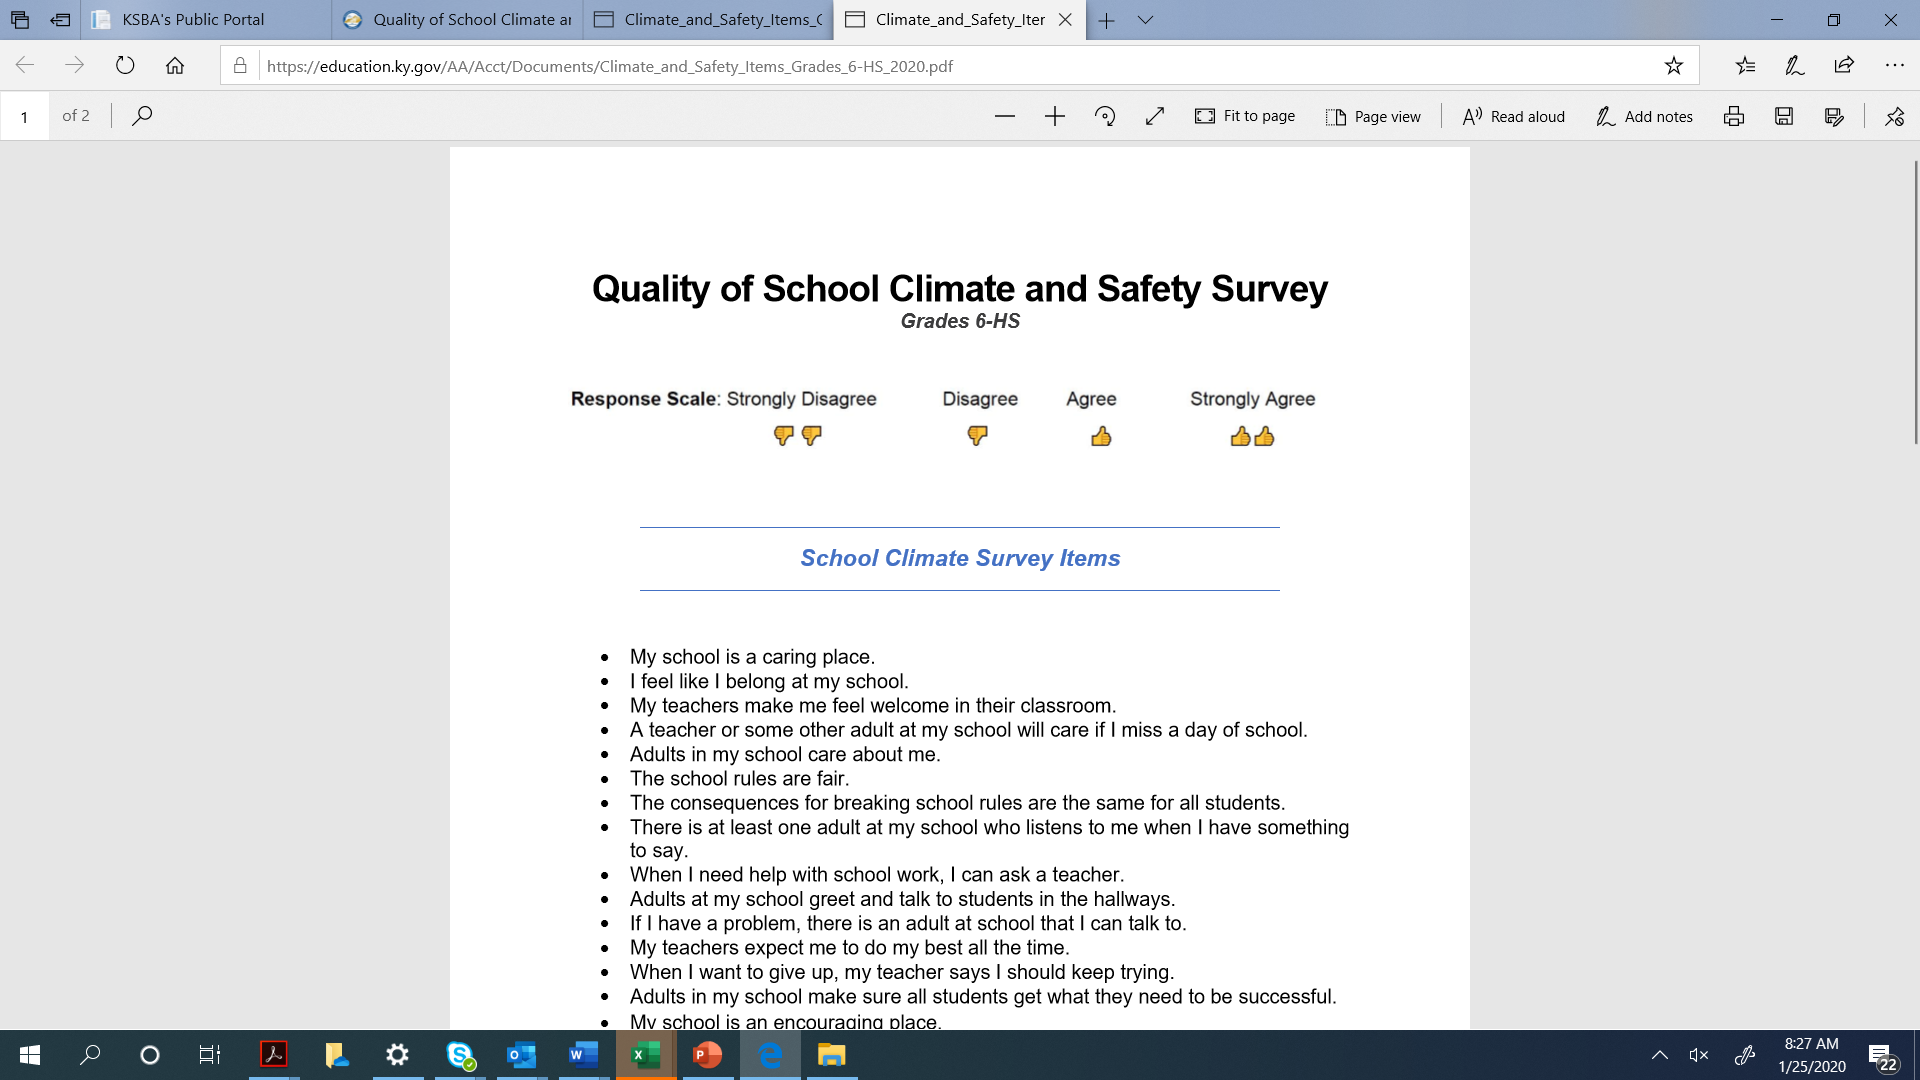 KSBA's Public Portal
Quality of School Climate ar
Climate_and_Safety_Items_G
Climate_and_Safety_Iter
https://education.ky.gov/AA/Acct/Documents/Climate_and_Safety_Items_Grades_6-HS_2020.pdf
1 of 2
Fit to page
Page view
Read aloud
Add notes
Quality of School Climate and Safety Survey
Grades 6-HS
Response Scale: Strongly Disagree Disagree Agree Strongly Agree
School Climate Survey Items
• My school is a caring place.
• I feel like I belong at my school.
• My teachers make me feel welcome in their classroom.
• A teacher or some other adult at my school will care if I miss a day of school.
• Adults in my school care about me.
• The school rules are fair.
• The consequences for breaking school rules are the same for all students.
• There is at least one adult at my school who listens to me when I have something
to say.
• When I need help with school work, I can ask a teacher.
• Adults at my school greet and talk to students in the hallways.
• If I have a problem, there is an adult at school that I can talk to.
• My teachers expect me to do my best all the time.
• When I want to give up, my teacher says I should keep trying.
• Adults in my school make sure all students get what they need to be successful.
• My school is an encouraging place.
8:27 AM
1/25/2020
22